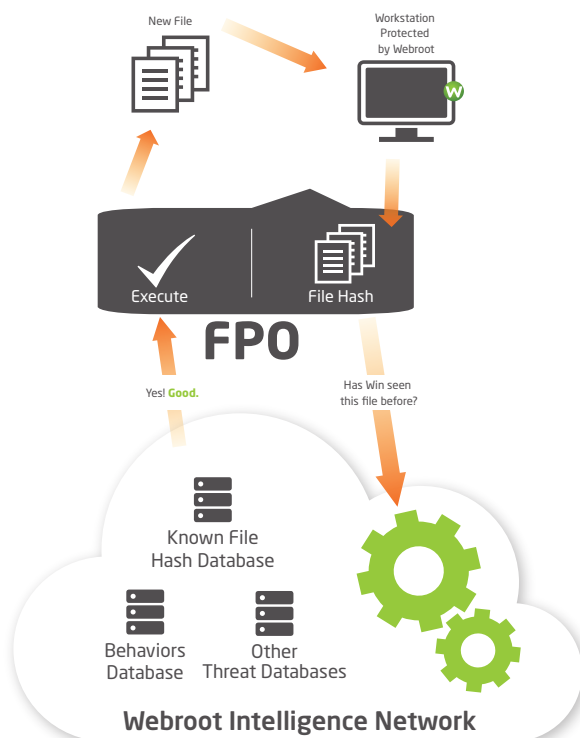 New File
Workstation
Protected
by Webroot
W
Execute
File Hash
FPO
Yes! Good.
Has Win seen
this file before?
Known File
Hash Database
Behaviors
Database
Other
Threat Databases
Webroot Intelligence Network